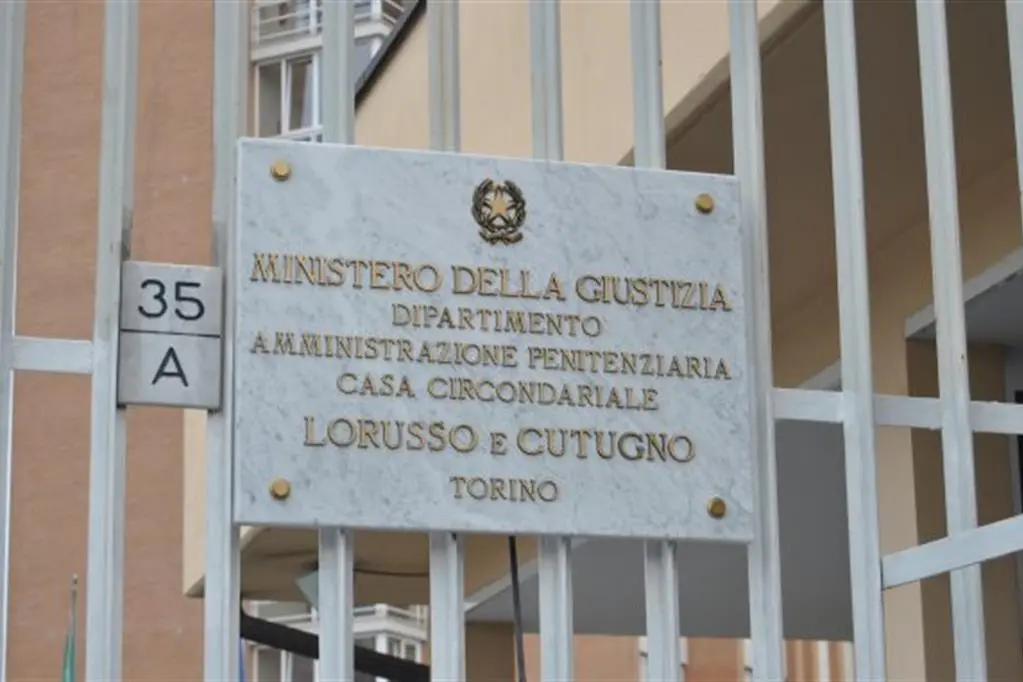 35
A
MINISTERO DELLA GIUSTIZIA
DIPARTIMENTO
AMMINISTRAZIONE PENITENZIARIA
CASA CIRCONDARIALE
LORUSSO E CUTUGNO
TORINO